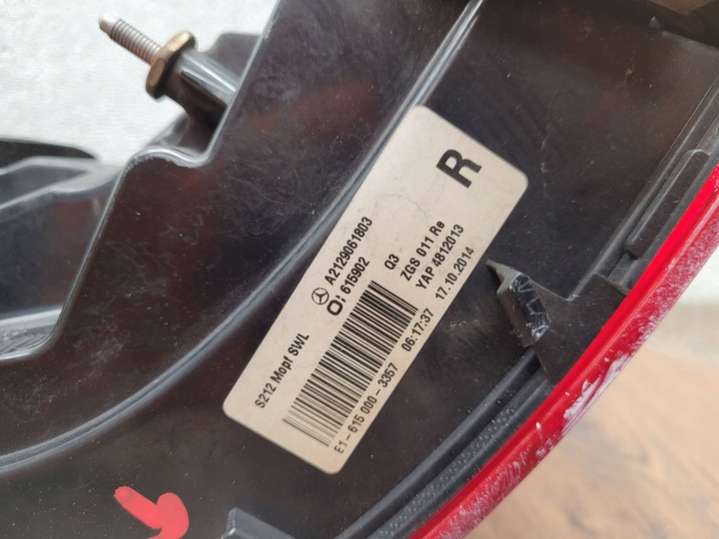 R
A2129061803
O: 615902
Q3
ZGS 011 Re
YAP 4812013
S212 Mopf SWL
06:17:37 17.10.2014
E1-615 000-3357